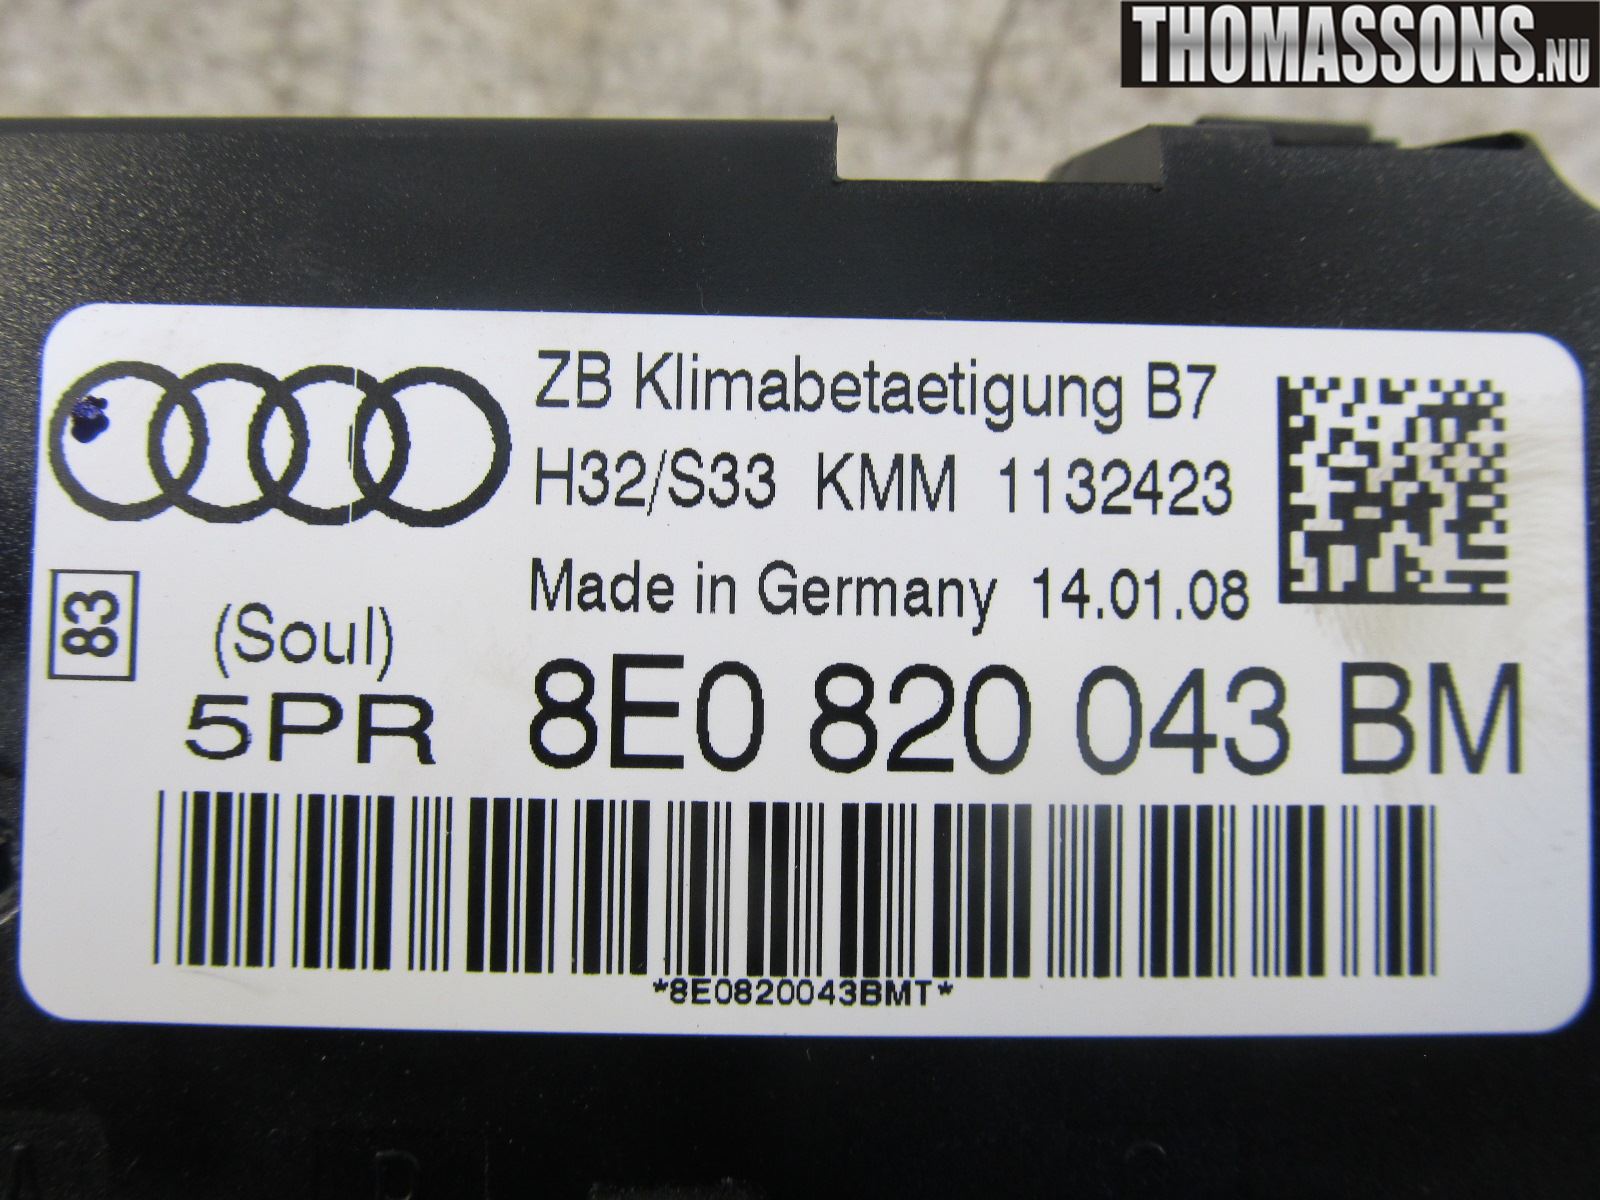 THOMASSONS.NU
ZB Klimabetaetigung B7
H32/S33 KMM 1132423
Made in Germany 14.01.08
83
(Soul)
5PR 8E0 820 043 BM
*8E0820043BMT*